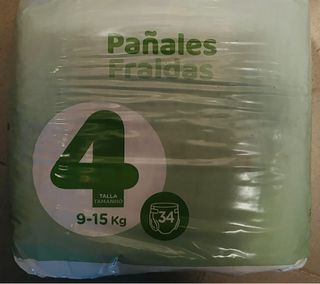 Pañales
Fraldas
4
TALLA
TAMANHO
9-15 Kg
34